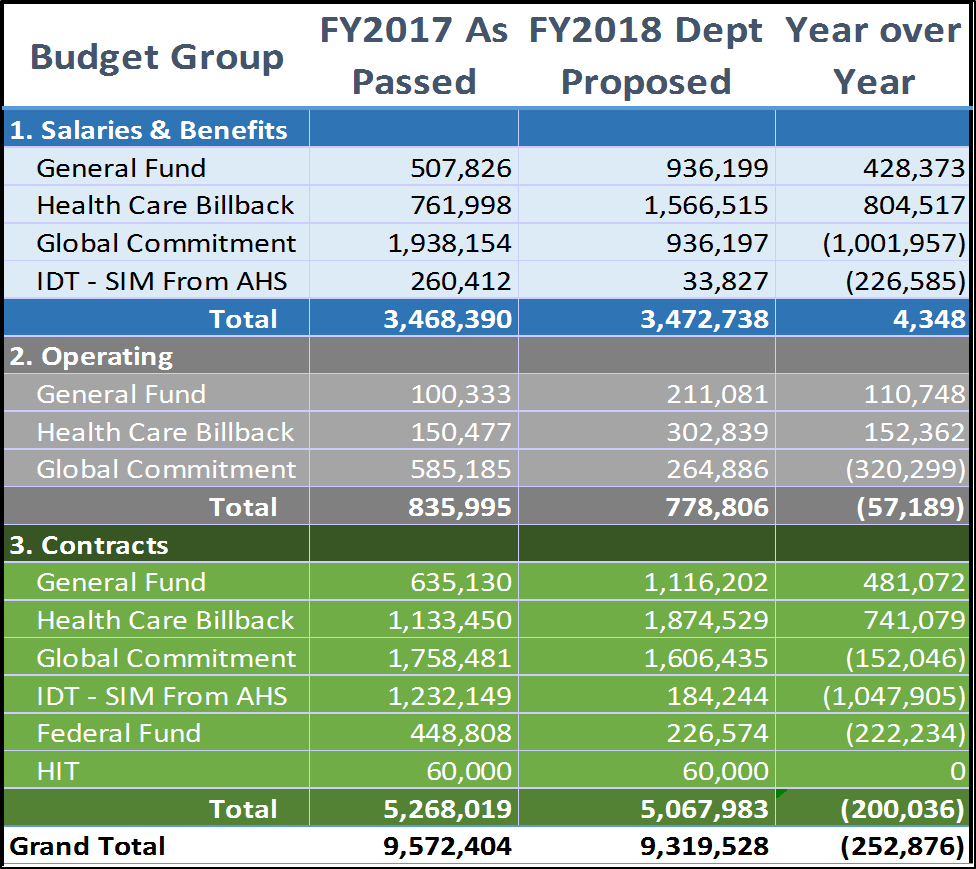 Budget Group FY2017 As Passed FY2018 Dept Proposed Year over Year
1. Salaries & Benefits
General Fund 507,826 936,199 428,373
Health Care Billback 761,998 1,566,515 804,517
Global Commitment 1,938,154 936,197 (1,001,957)
IDT - SIM From AHS 260,412 33,827 (226,585)
Total 3,468,390 3,472,738 4,348
2. Operating
General Fund 100,333 211,081 110,748
Health Care Billback 150,477 302,839 152,362
Global Commitment 585,185 264,886 (320,299)
Total 835,995 778,806 (57,189)
3. Contracts
General Fund 635,130 1,116,202 481,072
Health Care Billback 1,133,450 1,874,529 741,079
Global Commitment 1,758,481 1,606,435 (152,046)
IDT - SIM From AHS 1,232,149 184,244 (1,047,905)
Federal Fund 448,808 226,574 (222,234)
HIT 60,000 60,000 0
Total 5,268,019 5,067,983 (200,036)
Grand Total 9,572,404 9,319,528 (252,876)